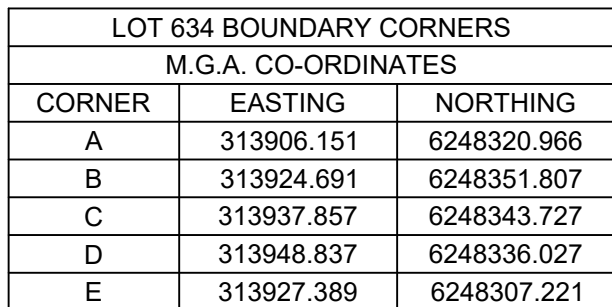 LOT 634 BOUNDARY CORNERS
M.G.A. CO-ORDINATES
CORNER EASTING NORTHING
A 313906.151 6248320.966
B 313924.691 6248351.807
C 313937.857 6248343.727
D 313948.837 6248336.027
E 313927.389 6248307.221